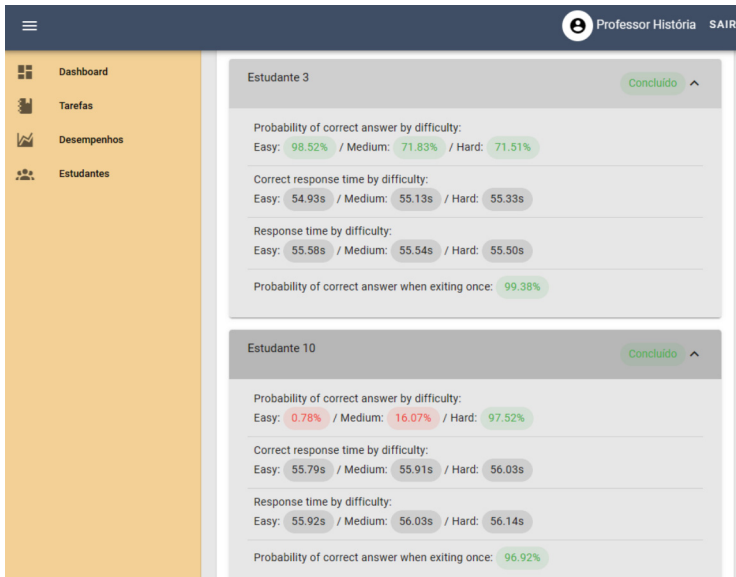 Professor História SAIR
Dashboard
Tarefas
Desempenhos
Estudantes
Estudante 3
Concluído
Probability of correct answer by difficulty:
Easy: 98.52% / Medium: 71.83% / Hard: 71.51%
Correct response time by difficulty:
Easy: 54.93s / Medium: 55.13s / Hard: 55.33s
Response time by difficulty:
Easy: 55.58s / Medium: 55.54s / Hard: 55.50s
Probability of correct answer when exiting once: 99.38%
Estudante 10
Concluído
Probability of correct answer by difficulty:
Easy: 0.78% / Medium: 16.07% / Hard: 97.52%
Correct response time by difficulty:
Easy: 55.79s / Medium: 55.91s / Hard: 56.03s
Response time by difficulty:
Easy: 55.92s / Medium: 56.03s / Hard: 56.14s
Probability of correct answer when exiting once: 96.92%